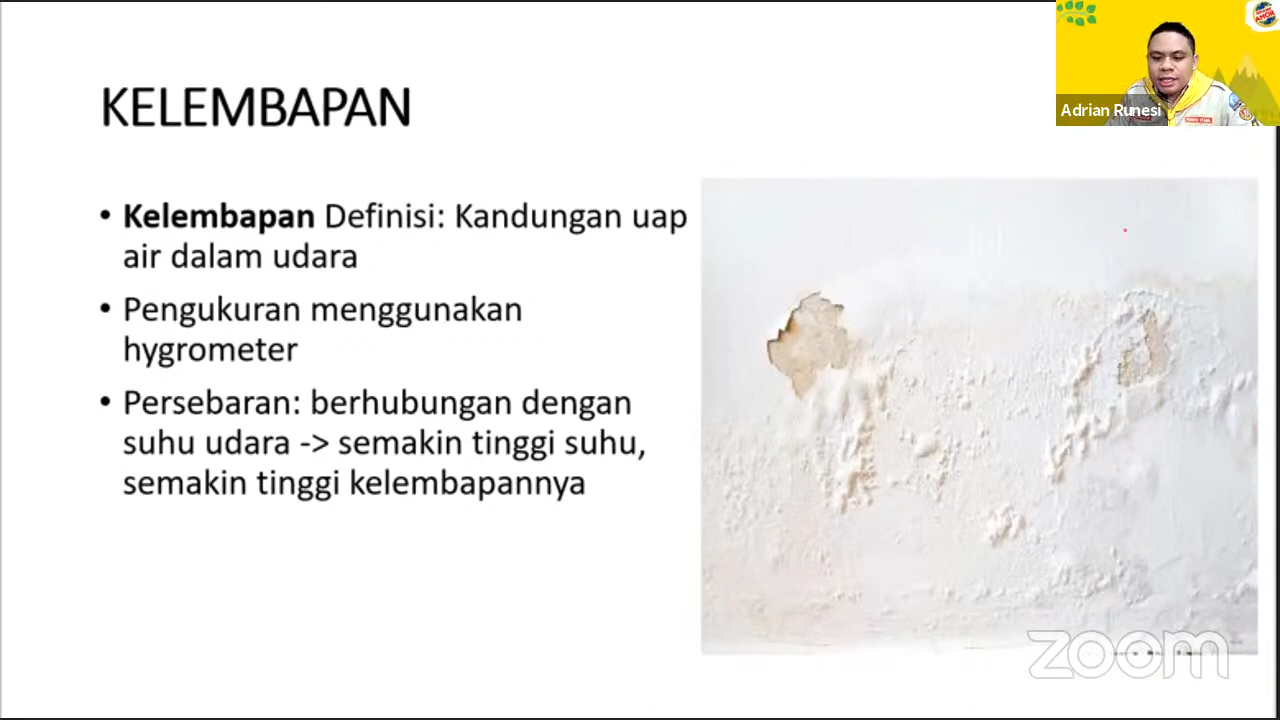 KELEMBAPAN
• Kelembapan Definisi: Kandungan uap
air dalam udara
• Pengukuran menggunakan
hygrometer
• Persebaran: berhubungan dengan
suhu udara -> semakin tinggi suhu,
semakin tinggi kelembapannya
Adrian Runesi
zoom